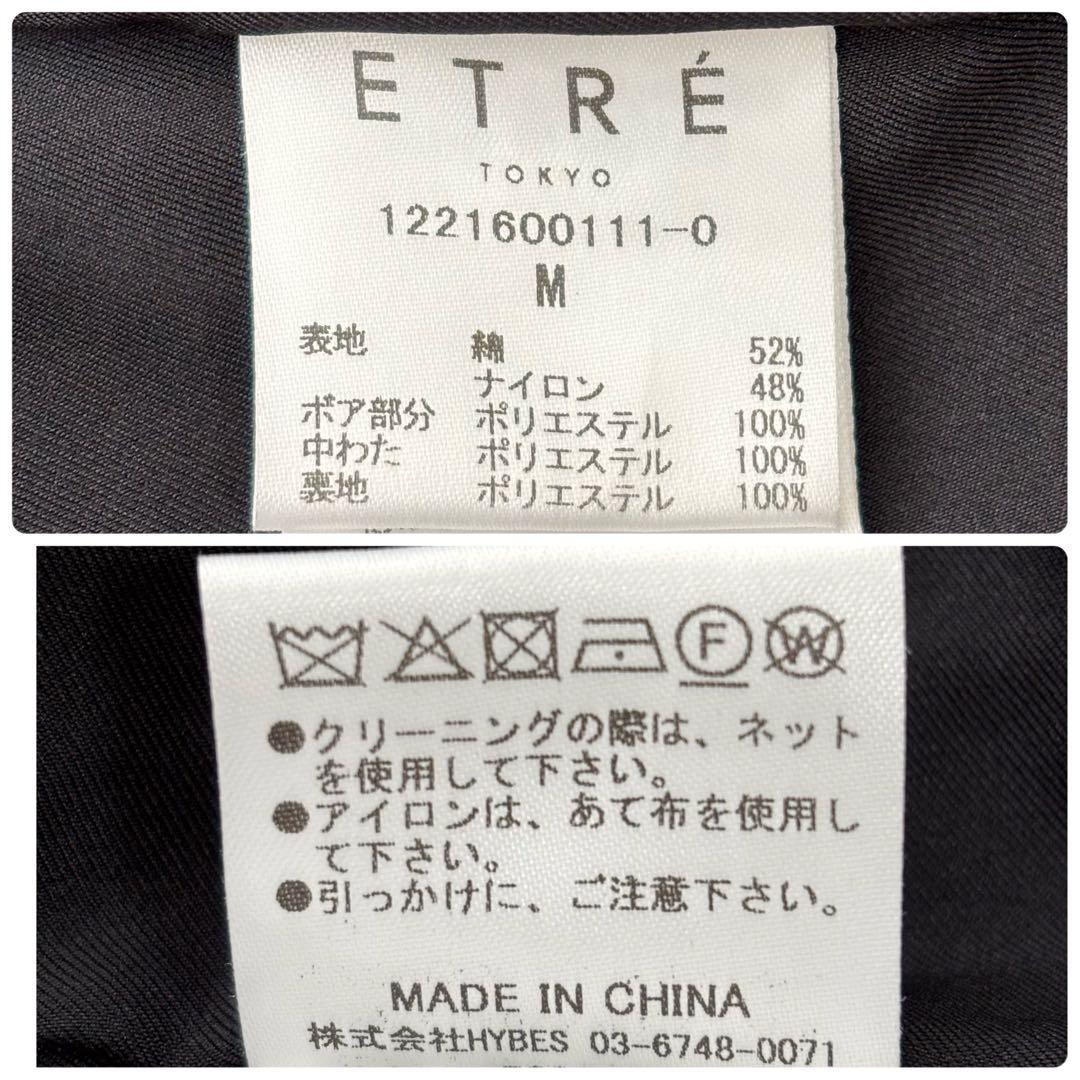 ETRÉ
TOKYO
1221600111-0
M
表地 綿 52%
ナイロン 48%
ボア部分 ポリエステル 100%
中わた ポリエステル 100%
裏地 ポリエステル 100%
F W
●クリーニングの際は、ネット
を使用して下さい。
●アイロンは、あて布を使用し
て下さい。
●引っかけに、ご注意下さい。
MADE IN CHINA
株式会社HYBES 03-6748-0071